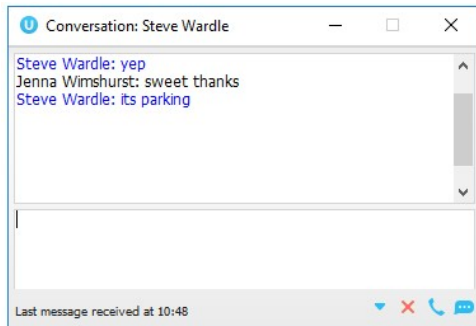 U Conversation: Steve Wardle
Steve Wardle: yep
Jenna Wimshurst: sweet thanks
Steve Wardle: its parking
Last message received at 10:48